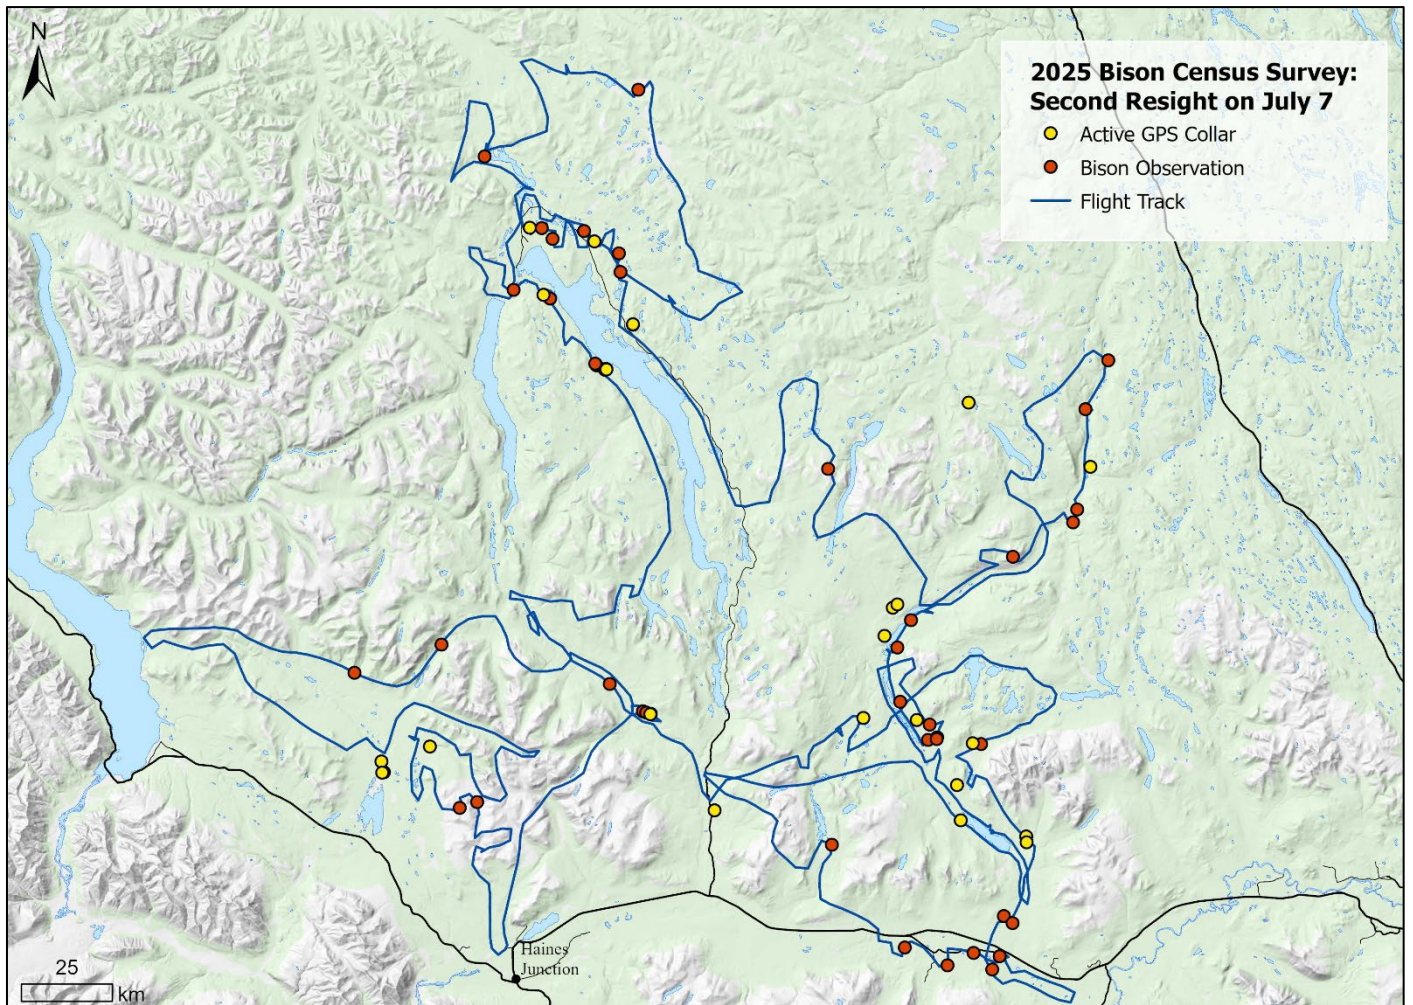 N
2025 Bison Census Survey:
Second Resight on July 7
Active GPS Collar
Bison Observation
Flight Track
Haines
Junction
25
km